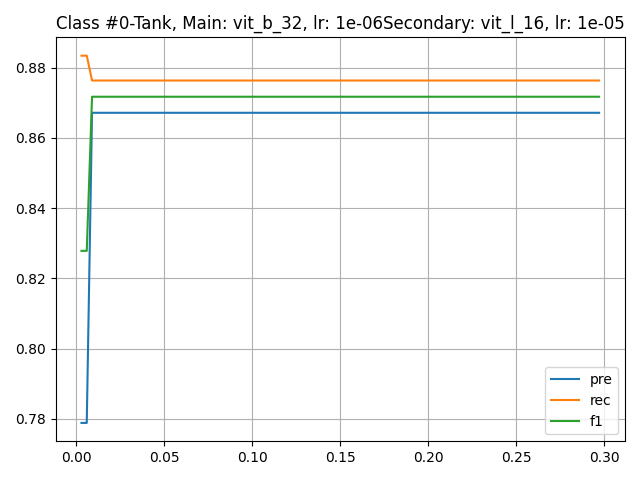 Class #0-Tank, Main: vit_b_32, lr: 1e-06Secondary: vit_l_16, lr: 1e-05
0.88
0.86
0.84
0.82
0.80
0.78
pre
rec
f1
0.00 0.05 0.10 0.15 0.20 0.25 0.30